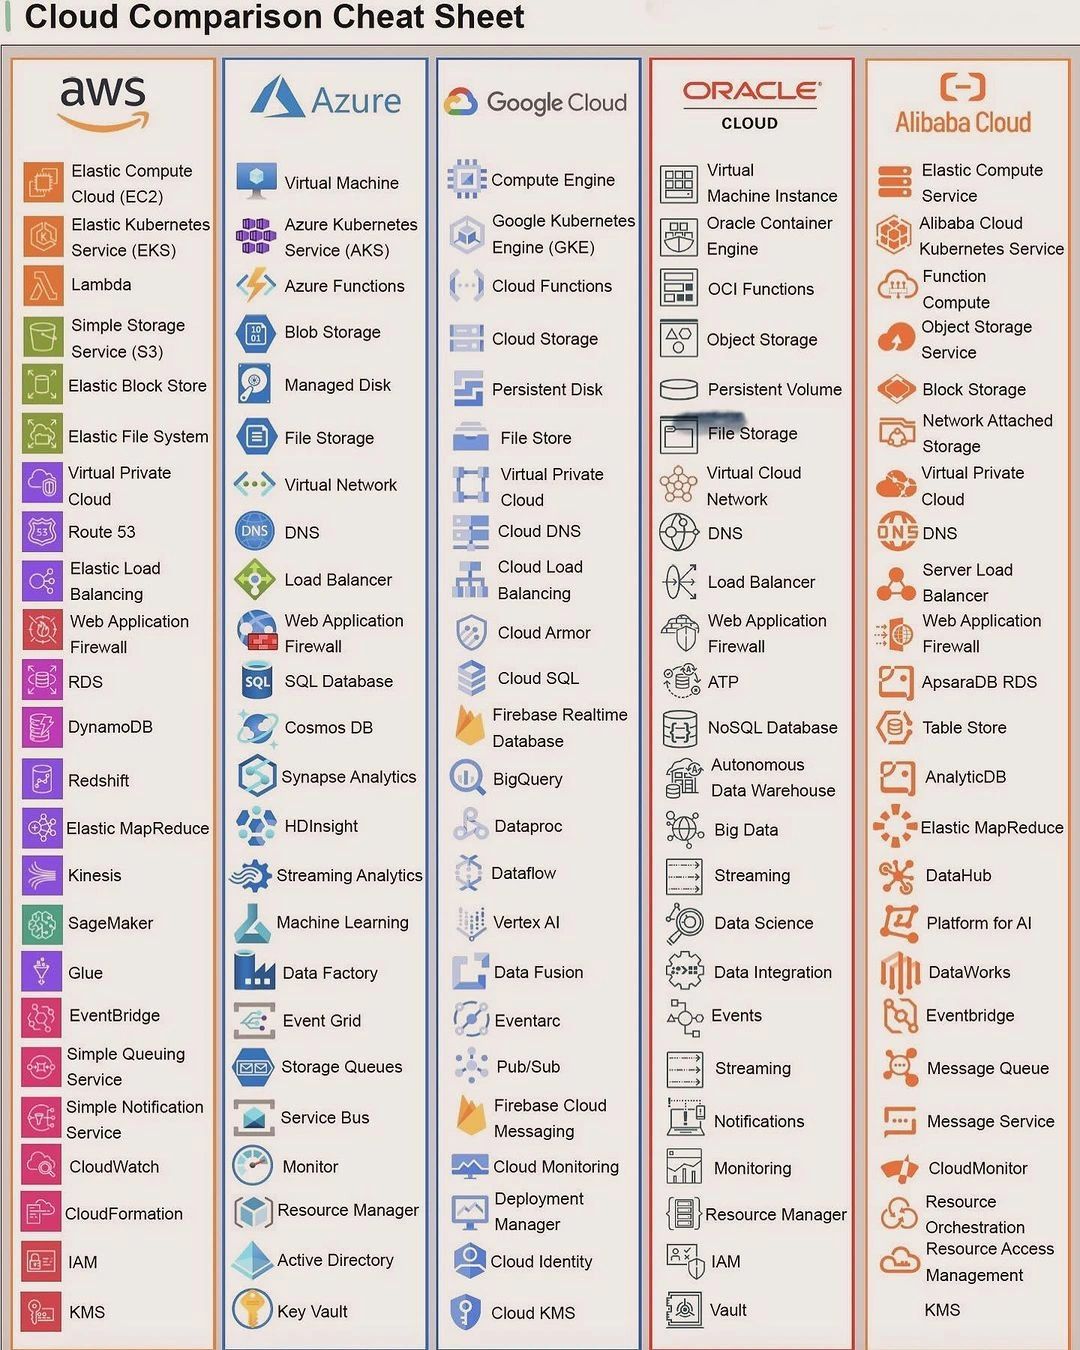 Cloud Comparison Cheat Sheet
aws
Elastic Compute
Cloud (EC2)
Elastic Kubernetes
Service (EKS)
Lambda
Simple Storage
Service (S3)
Elastic Block Store
Elastic File System
Virtual Private
Cloud
53
Route 53
Elastic Load
Balancing
Web Application
Firewall
RDS
DynamoDB
Redshift
Elastic MapReduce
Kinesis
SageMaker
Glue
EventBridge
Simple Queuing
Service
Simple Notification
Service
CloudWatch
CloudFormation
IAM
KMS
Azure
Virtual Machine
Azure Kubernetes
Service (AKS)
Azure Functions
10
01
Blob Storage
Managed Disk
File Storage
Virtual Network
DNS
DNS
Load Balancer
Web Application
Firewall
SQL
SQL Database
Cosmos DB
Synapse Analytics
HDInsight
Streaming Analytics
Machine Learning
Data Factory
Event Grid
Storage Queues
Service Bus
Monitor
Resource Manager
Active Directory
Key Vault
Google Cloud
Compute Engine
Google Kubernetes
Engine (GKE)
Cloud Functions
Cloud Storage
Persistent Disk
File Store
Virtual Private
Cloud
Cloud DNS
Cloud Load
Balancing
Cloud Armor
Cloud SQL
Firebase Realtime
Database
BigQuery
Dataproc
Dataflow
Vertex AI
Data Fusion
Eventarc
Pub/Sub
Firebase Cloud
Messaging
Cloud Monitoring
Deployment
Manager
Cloud Identity
Cloud KMS
ORACLE
CLOUD
Virtual
Machine Instance
Oracle Container
Engine
OCI Functions
Object Storage
Persistent Volume
File Storage
Virtual Cloud
Network
DNS
Load Balancer
Web Application
Firewall
ATP
NoSQL Database
Autonomous
Data Warehouse
Big Data
Streaming
Data Science
Data Integration
Events
Streaming
Notifications
Monitoring
Resource Manager
IAM
Vault
Alibaba Cloud
Elastic Compute
Service
Alibaba Cloud
Kubernetes Service
Function
Compute
Object Storage
Service
Block Storage
Network Attached
Storage
Virtual Private
Cloud
DNS
DNS
Server Load
Balancer
Web Application
Firewall
ApsaraDB RDS
Table Store
AnalyticDB
Elastic MapReduce
DataHub
Platform for AI
DataWorks
Eventbridge
Message Queue
Message Service
CloudMonitor
Resource
Orchestration
Resource Access
Management
KMS